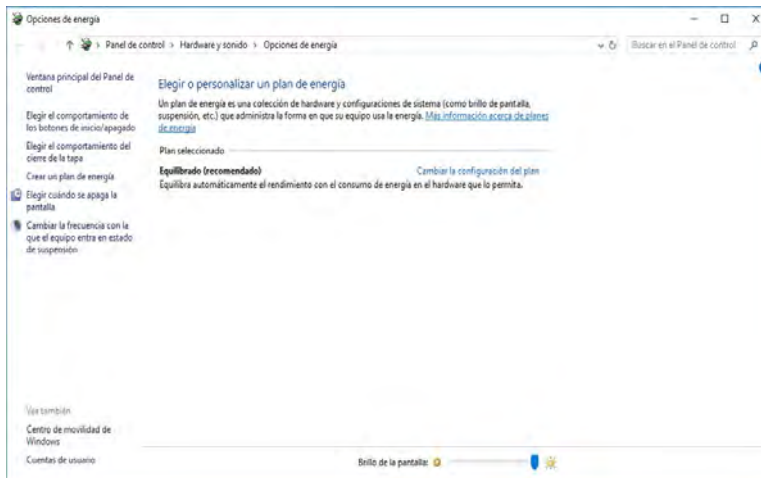 Opciones de energía
Panel de control > Hardware y sonido > Opciones de energía
Buscar en el Panel de control
Ventana principal del Panel de
control
Elegir el comportamiento de
los botones de inicio/apagado
Elegir el comportamiento del
cierre de la tapa
Crear un plan de energía
Elegir cuándo se apaga la
pantalla
Cambiar la frecuencia con la
que el equipo entra en estado
de suspensión
Elegir o personalizar un plan de energía
Un plan de energía es una colección de hardware y configuraciones de sistema (como brillo de pantalla,
suspensión, etc.) que administra la forma en que su equipo usa la energía. Más información acerca de planes
de energía
Plan seleccionado
Equilibrado (recomendado) Cambiar la configuración del plan
Equilibra automáticamente el rendimiento con el consumo de energía en el hardware que lo permita.
Vea también
Centro de movilidad de
Windows
Cuentas de usuario
Brillo de la pantalla: